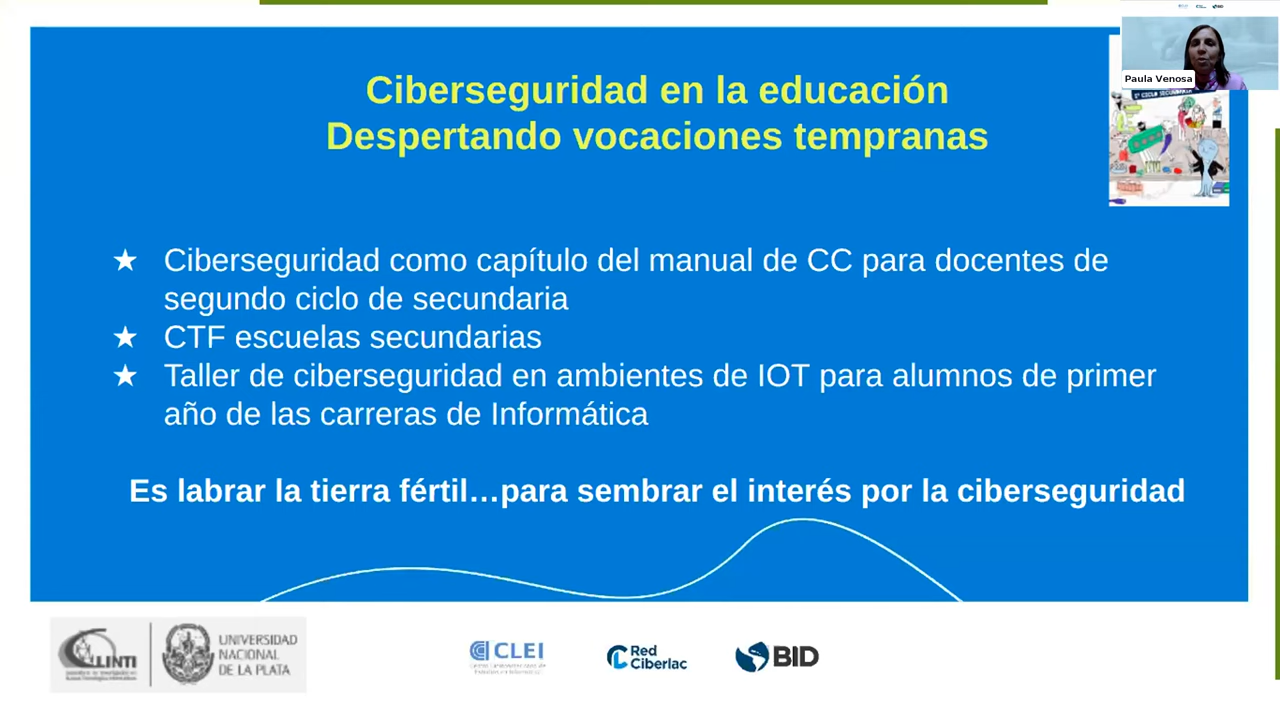 BID
Paula Venosa
Ciberseguridad en la educación
Despertando vocaciones tempranas
★ Ciberseguridad como capítulo del manual de CC para docentes de
segundo ciclo de secundaria
★ CTF escuelas secundarias
★ Taller de ciberseguridad en ambientes de IOT para alumnos de primer
año de las carreras de Informática
Es labrar la tierra fértil…para sembrar el interés por la ciberseguridad
LINTI
UNIVERSIDAD
NACIONAL
DE LA PLATA
CLEI
Red
Ciberlac
BID